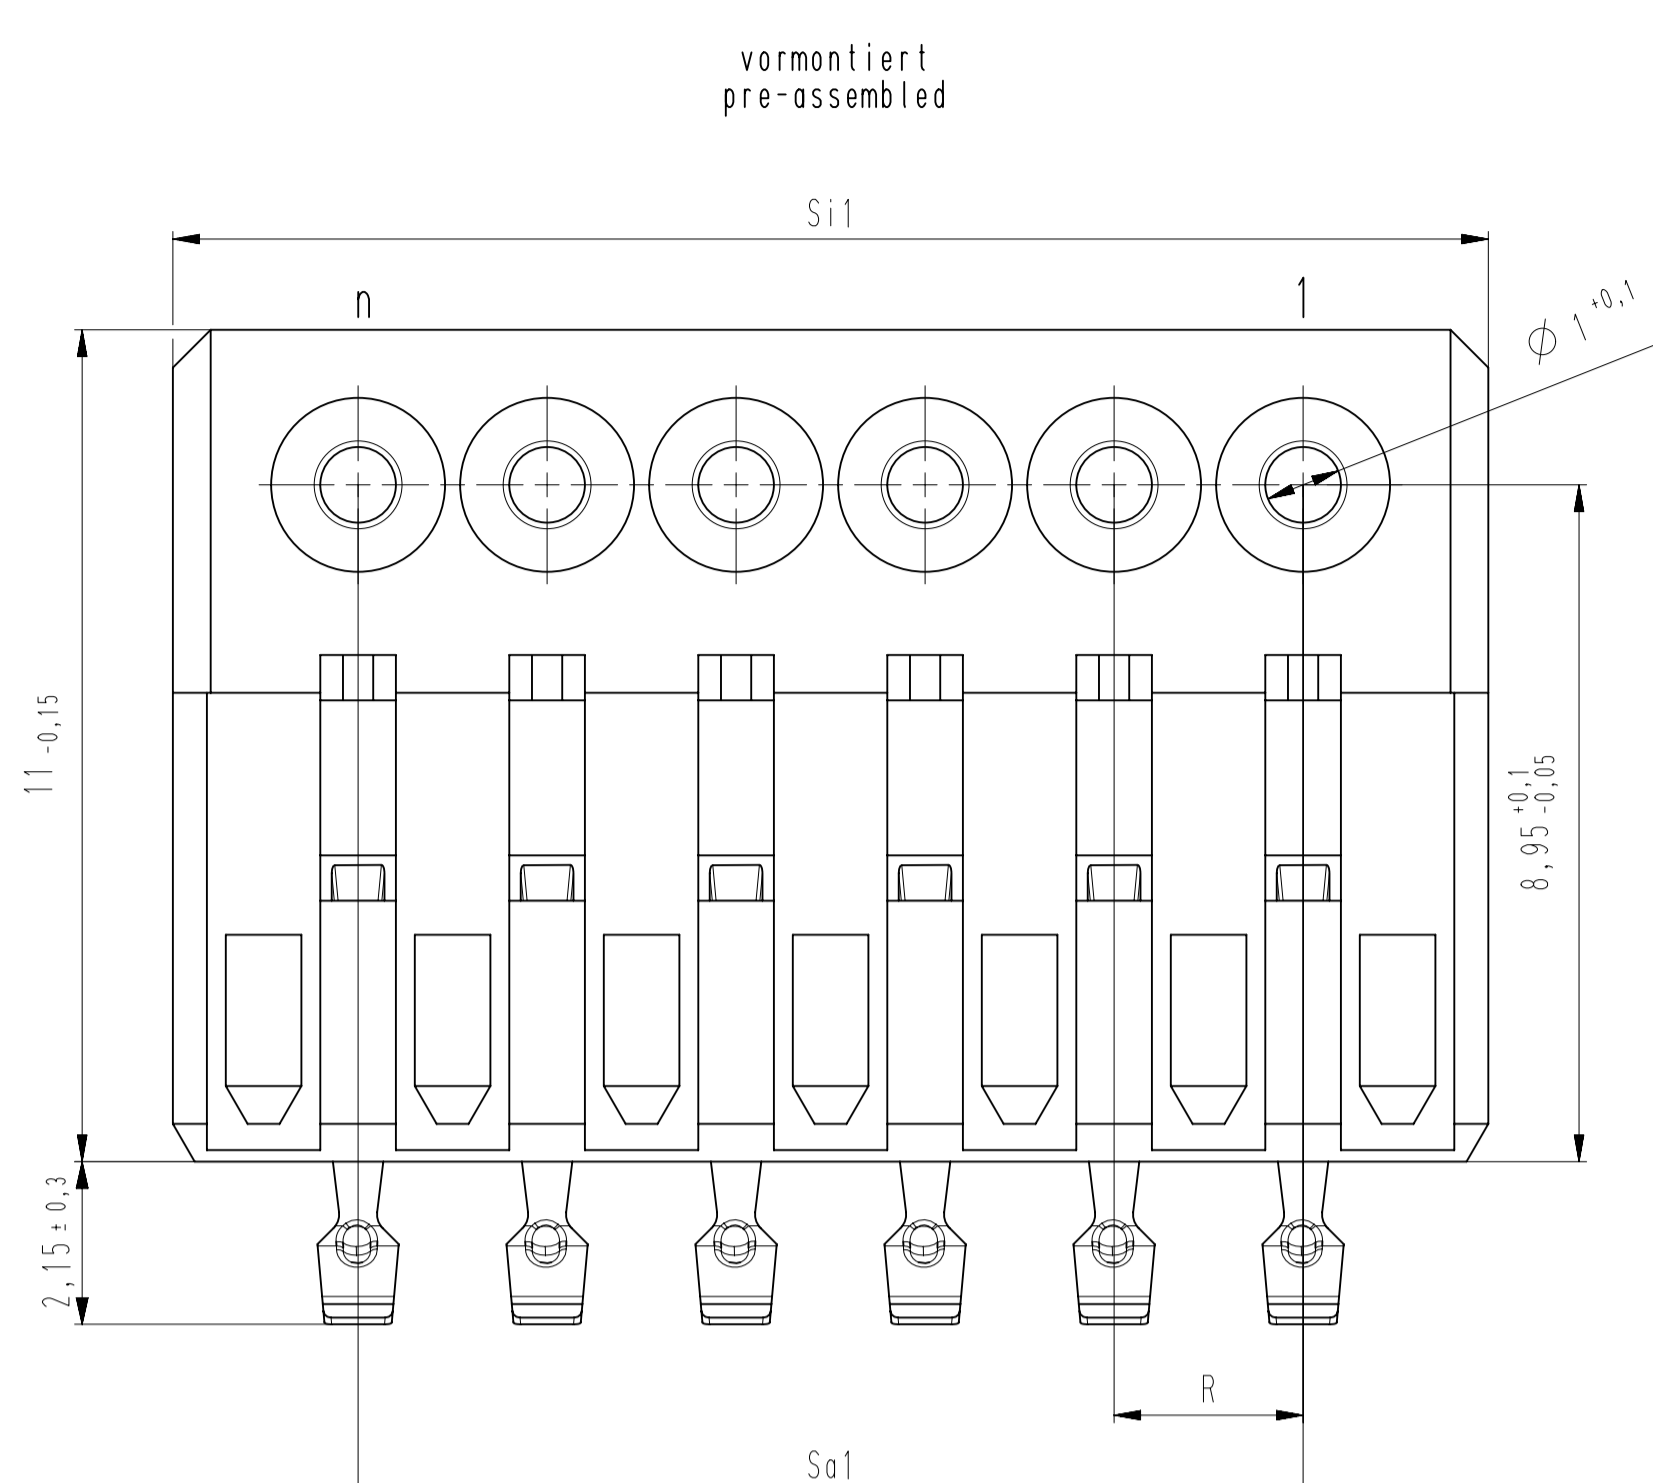 vormontiert
pre-assembled
Si1
n
1
Ø 1 +0,1
11 -0,15
8,95 +0,1 -0,05
2,15 ± 0,3
R
Sa1